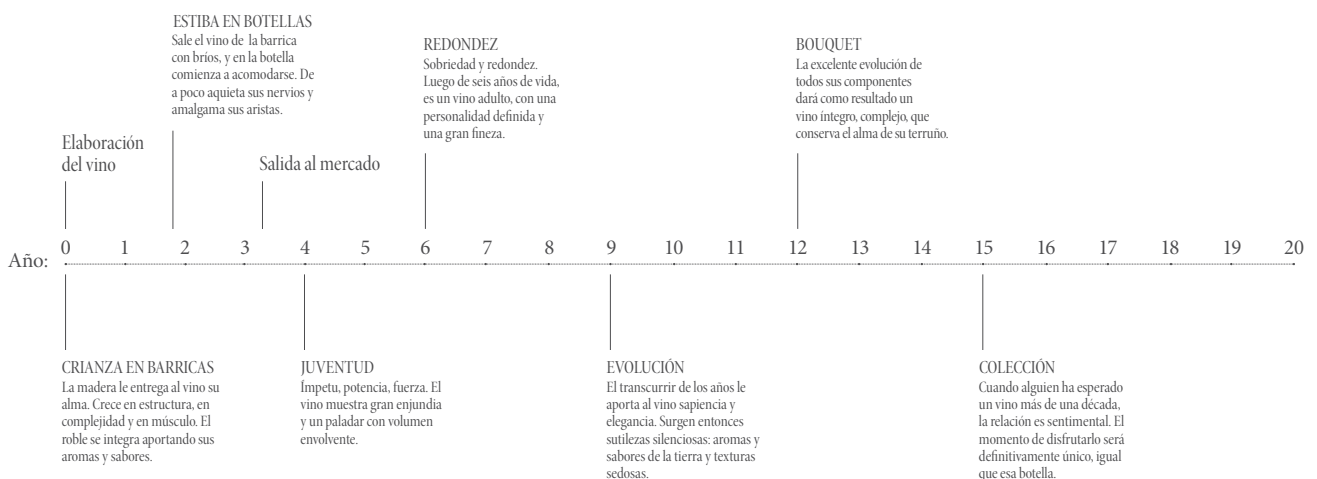 ESTIBA EN BOTELLAS
Sale el vino de la barrica
con bríos, y en la botella
comienza a acomodarse. De
a poco aquieta sus nervios y
amalgama sus aristas.
REDONDEZ
Sobriedad y redondez.
Luego de seis años de vida,
es un vino adulto, con una
personalidad definida y
una gran fineza.
BOUQUET
La excelente evolución de
todos sus componentes
dará como resultado un
vino íntegro, complejo, que
conserva el alma de su terruño.
Elaboración
del vino
Salida al mercado
Año: 0 1 2 3 4 5 6 7 8 9 10 11 12 13 14 15 16 17 18 19 20
CRIANZA EN BARRICAS
La madera le entrega al vino su
alma. Crece en estructura, en
complejidad y en músculo. El
roble se integra aportando sus
aromas y sabores.
JUVENTUD
Ímpetu, potencia, fuerza. El
vino muestra gran enjundia
y un paladar con volumen
envolvente.
EVOLUCIÓN
El transcurrir de los años le
aporta al vino sapiencia y
elegancia. Surgen entonces
sutilezas silenciosas: aromas y
sabores de la tierra y texturas
sedosas.
COLECCIÓN
Cuando alguien ha esperado
un vino más de una década,
la relación es sentimental. El
momento de disfrutarlo será
definitivamente único, igual
que esa botella.